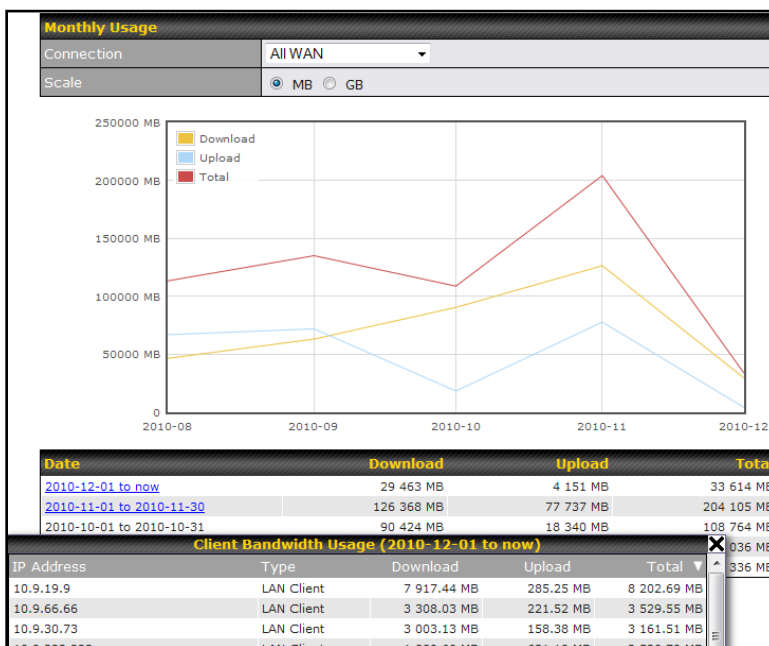 Monthly Usage
Connection All WAN
Scale MB GB
250000 MB
Download
Upload
200000 MB
Total
150000 MB
100000 MB
50000 MB
0
2010-08 2010-09 2010-10 2010-11 2010-12
Date Download Upload Total
2010-12-01 to now 29 463 MB 4 151 MB 33 614 MB
2010-11-01 to 2010-11-30 126 368 MB 77 737 MB 204 105 MB
2010-10-01 to 2010-10-31 90 424 MB 18 340 MB 108 764 MB
Client Bandwidth Usage (2010-12-01 to now) 036 MB
IP Address Type Download Upload Total 336 MB
10.9.19.9 LAN Client 7 917.44 MB 285.25 MB 8 202.69 MB
10.9.66.66 LAN Client 3 308.03 MB 221.52 MB 3 529.55 MB
10.9.30.73 LAN Client 3 003.13 MB 158.38 MB 3 161.51 MB